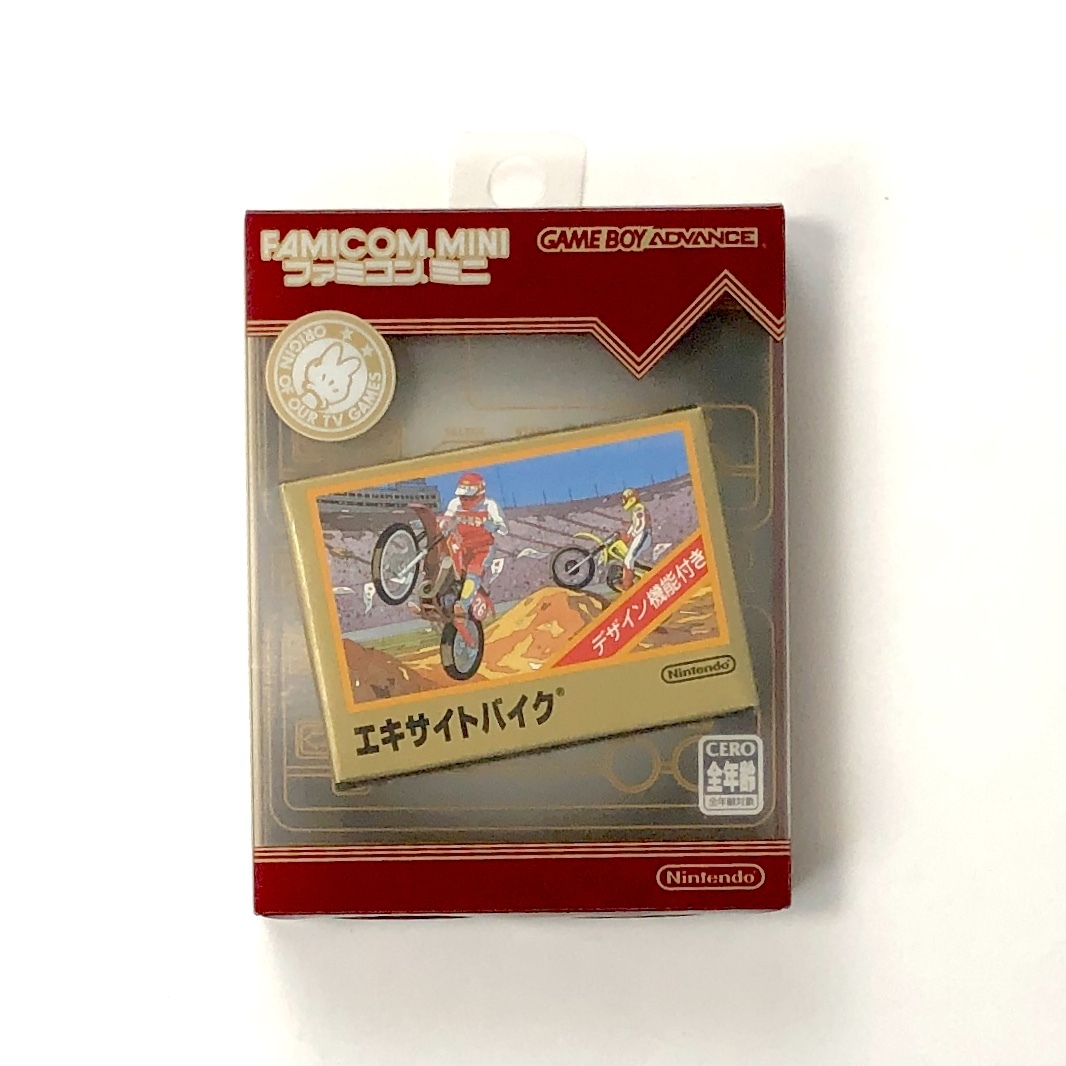 FAMICOM MINI
ファミコンミニ
GAME BOY ADVANCE
ORIGIN OF OUR TV GAMES
26
デザイン機能付き
Nintendo®
エキサイトバイク®
CERO
全年齢
全年齢対象
Nintendo®